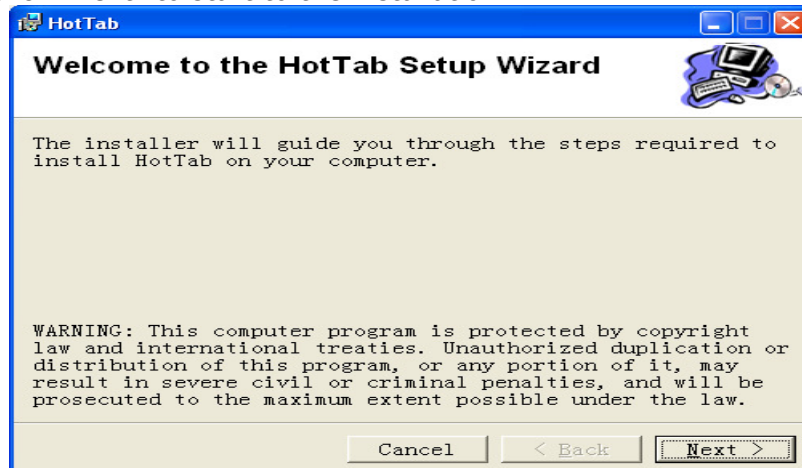 HotTab
Welcome to the HotTab Setup Wizard
The installer will guide you through the steps required to
install HotTab on your computer.
WARNING: This computer program is protected by copyright
law and international treaties. Unauthorized duplication or
distribution of this program, or any portion of it, may
result in severe civil or criminal penalties, and will be
prosecuted to the maximum extent possible under the law.
Cancel < Back Next >